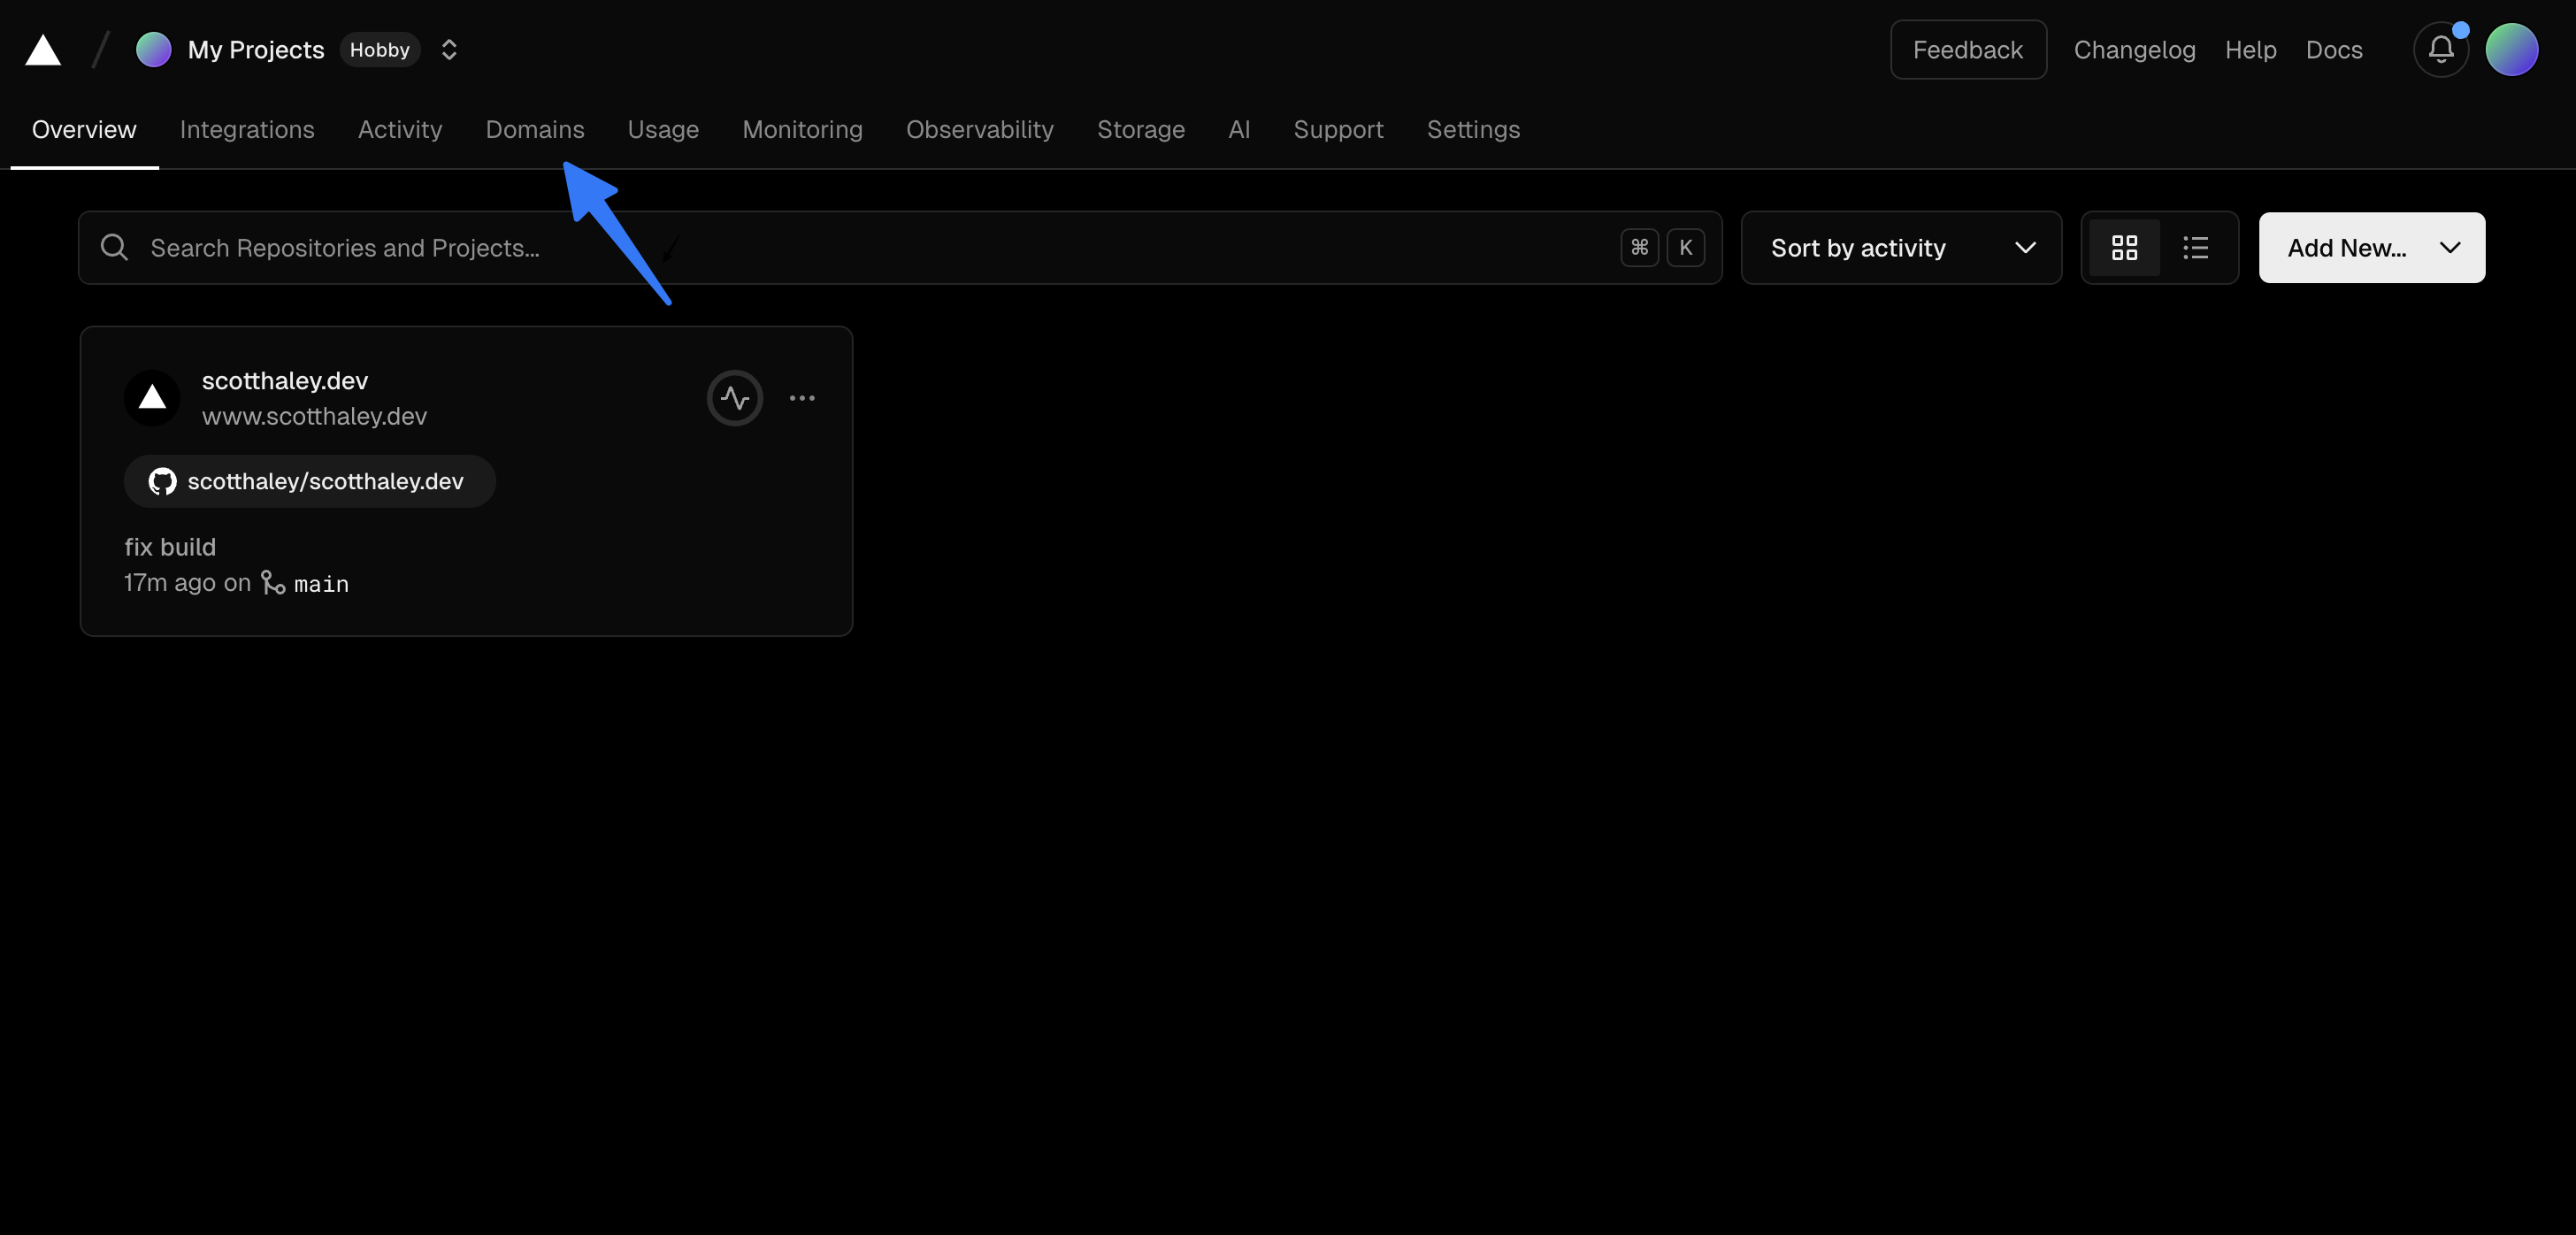 My Projects Hobby
Feedback Changelog Help Docs
Overview Integrations Activity Domains Usage Monitoring Observability Storage AI Support Settings
Search Repositories and Projects... ⌘ K
Sort by activity
Add New...
scotthaley.dev
www.scotthaley.dev
scotthaley/scotthaley.dev
fix build
17m ago on main